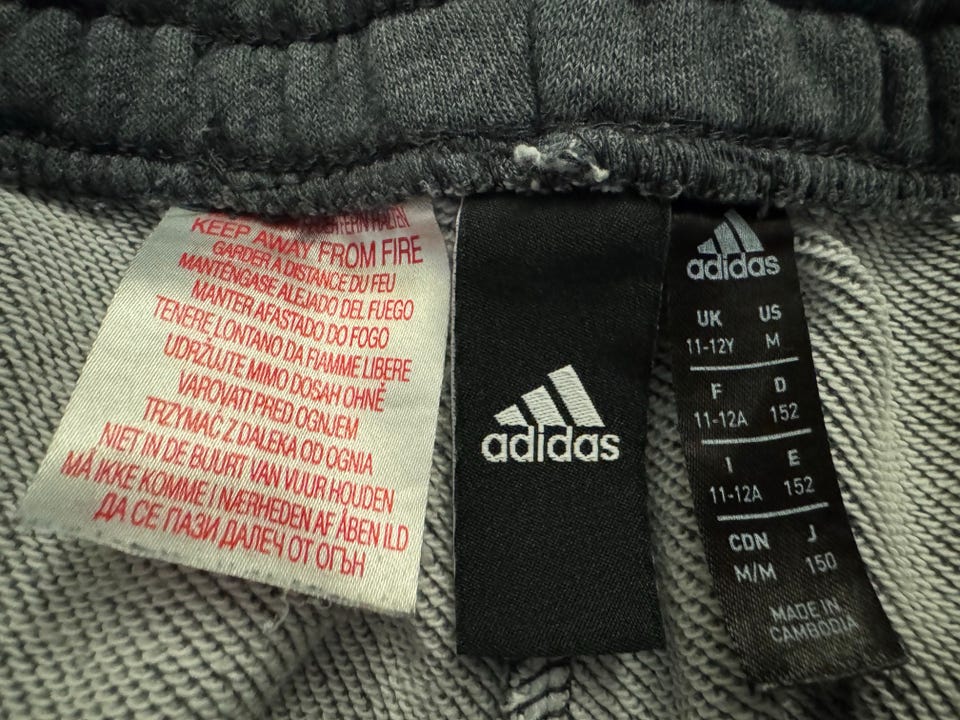 KEEP AWAY FROM FIRE
GARDER A DISTANCE DU FEU
MANTENGASE ALEJADO DEL FUEGO
MANTER AFASTADO DO FOGO
TENERE LONTANO DA FIAMME LIBERE
UDRŽUJTE MIMO DOSAH OHNĚ
VAROVATI PRED OGNJEM
TRZYMAĆ Z DALEKA OD OGNIA
NIET IN DE BUURT VAN VUUR HOUDEN
MÅ IKKE KOMME I NÆRHEDEN AF ÅBEN ILD
ДА СЕ ПАЗИ ДАЛЕЧ ОТ ОГЪН
adidas
adidas
UK US
11-12Y M
F D
11-12A 152
I E
11-12A 152
CDN J
M/M 150
MADE IN
CAMBODIA